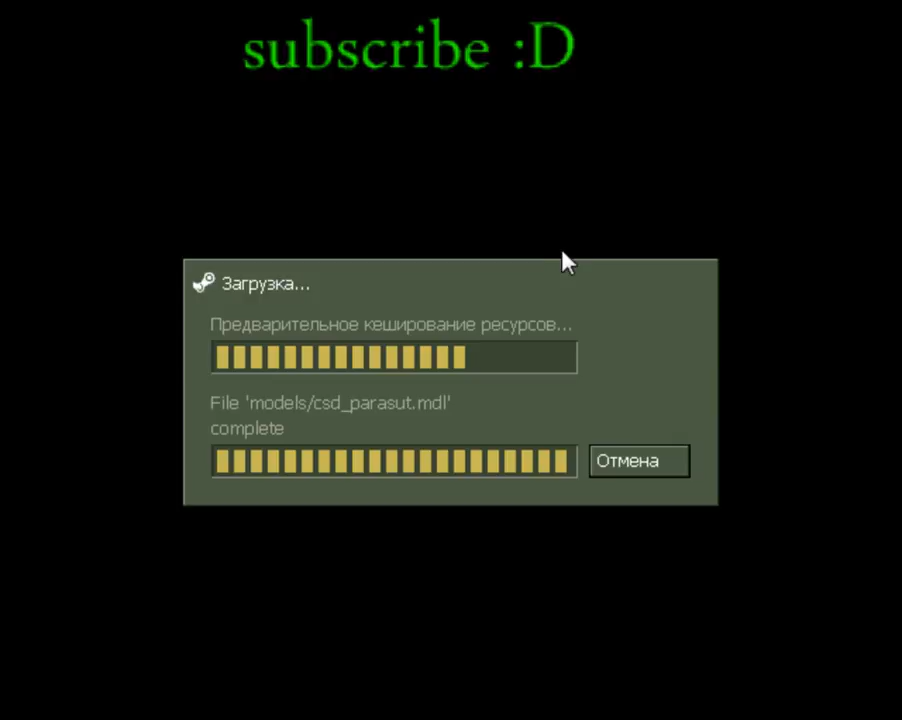 subscribe :D
Загрузка...
Предварительное кеширование ресурсов...
File 'models/csd_parasut.mdl'
complete
Отмена